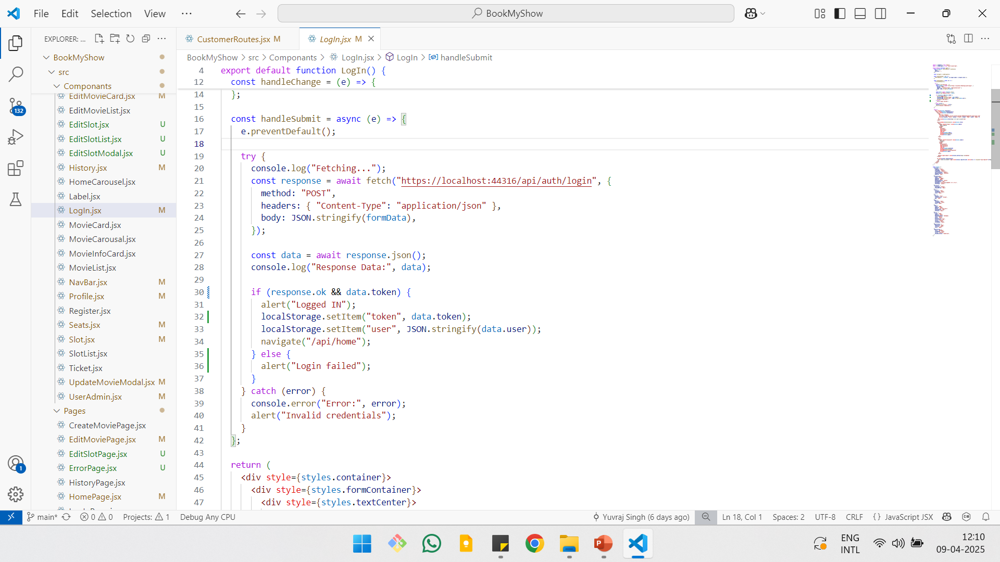 File Edit Selection View ···
BookMyShow
EXPLORER: ...
BookMyShow
src
Componants
EditMovieCard.jsx M
EditMovieList.jsx
EditSlot.jsx U
EditSlotList.jsx U
EditSlotModal.jsx U
History.jsx M
HomeCarousel.jsx
Label.jsx
LogIn.jsx M
MovieCard.jsx
MovieCarousal.jsx
MovieInfoCard.jsx
MovieList.jsx
NavBar.jsx M
Profile.jsx M
Register.jsx
Seats.jsx M
Slot.jsx M
SlotList.jsx
Ticket.jsx
UpdateMovieModal.jsx M
UserAdmin.jsx
Pages
CreateMoviePage.jsx
EditMoviePage.jsx M
EditSlotPage.jsx U
ErrorPage.jsx U
HistoryPage.jsx
HomePage.jsx M
132
1
CustomerRoutes.jsx M
LogIn.jsx M
BookMyShow > src > Componants > LogIn.jsx > LogIn > handleSubmit
4 export default function LogIn() {
12 const handleChange = (e) => {
14 };
15
16 const handleSubmit = async (e) => {
17 e.preventDefault();
18
19 try {
20 console.log("Fetching...");
21 const response = await fetch("https://localhost:44316/api/auth/login", {
22 method: "POST",
23 headers: { "Content-Type": "application/json" },
24 body: JSON.stringify(formData),
25 });
26
27 const data = await response.json();
28 console.log("Response Data:", data);
29
30 if (response.ok && data.token) {
31 alert("Logged IN");
32 localStorage.setItem("token", data.token);
33 localStorage.setItem("user", JSON.stringify(data.user));
34 navigate("/api/home");
35 } else {
36 alert("Login failed");
37 }
38 } catch (error) {
39 console.error("Error:", error);
40 alert("Invalid credentials");
41 }
42 };
43
44 return (
45 <div style={styles.container}>
46 <div style={styles.formContainer}>
47 <div style={styles.textCenter}>
main* 0 0 Projects: 1 Debug Any CPU Yuvraj Singh (6 days ago) Ln 18, Col 1 Spaces: 2 UTF-8 CRLF {} JavaScript JSX
ENG
INTL
12:10
09-04-2025